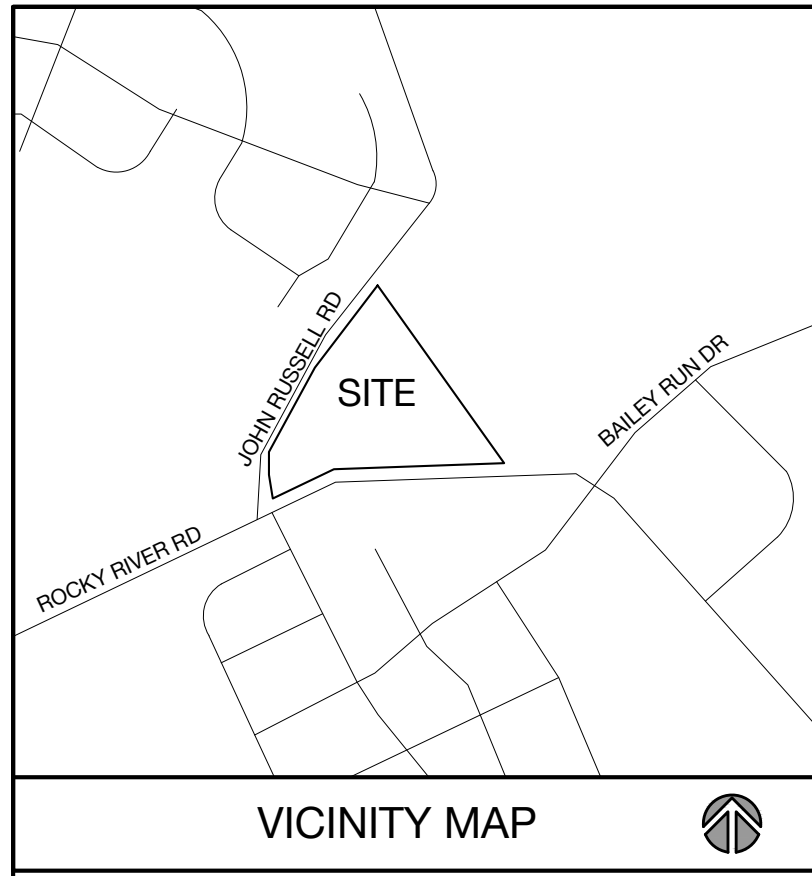 JOHN RUSSELL RD
SITE
BAILEY RUN DR
ROCKY RIVER RD
VICINITY MAP